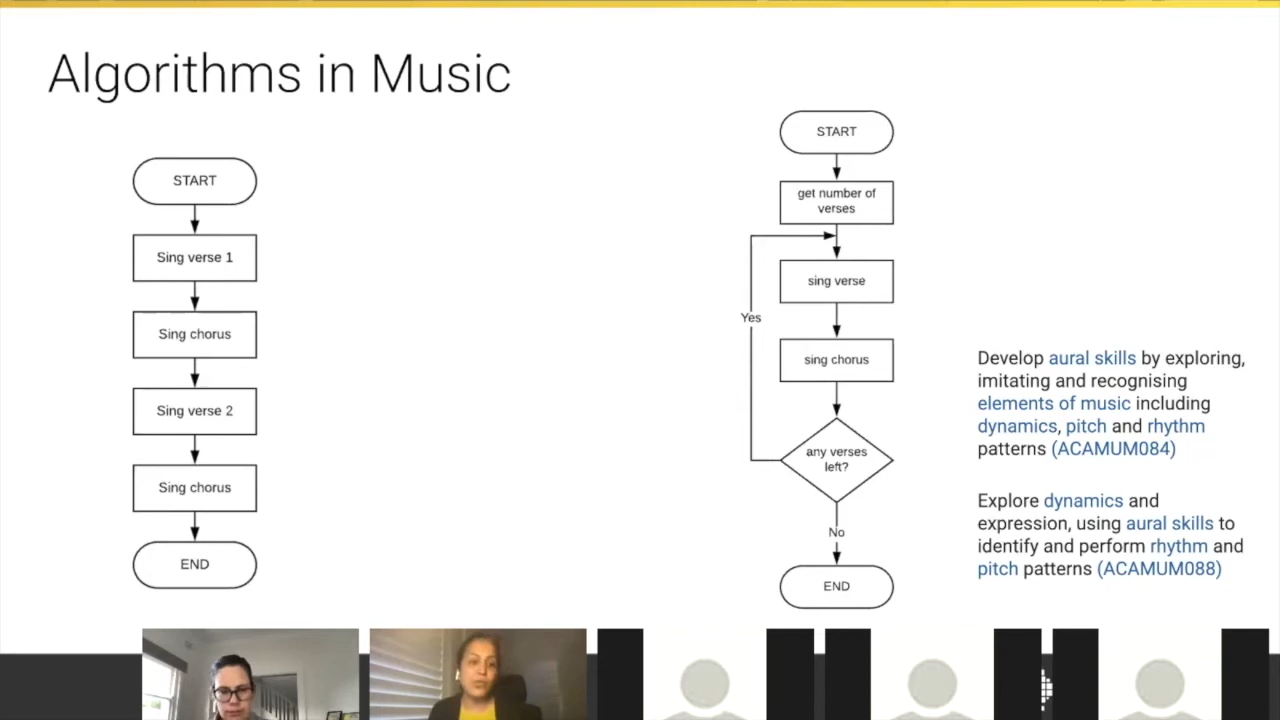 Algorithms in Music
START
Sing verse 1
Sing chorus
Sing verse 2
Sing chorus
END
START
get number of
verses
sing verse
Yes
sing chorus
any verses
left?
No
END
Develop aural skills by exploring,
imitating and recognising
elements of music including
dynamics, pitch and rhythm
patterns (ACAMUM084)
Explore dynamics and
expression, using aural skills to
identify and perform rhythm and
pitch patterns (ACAMUM088)